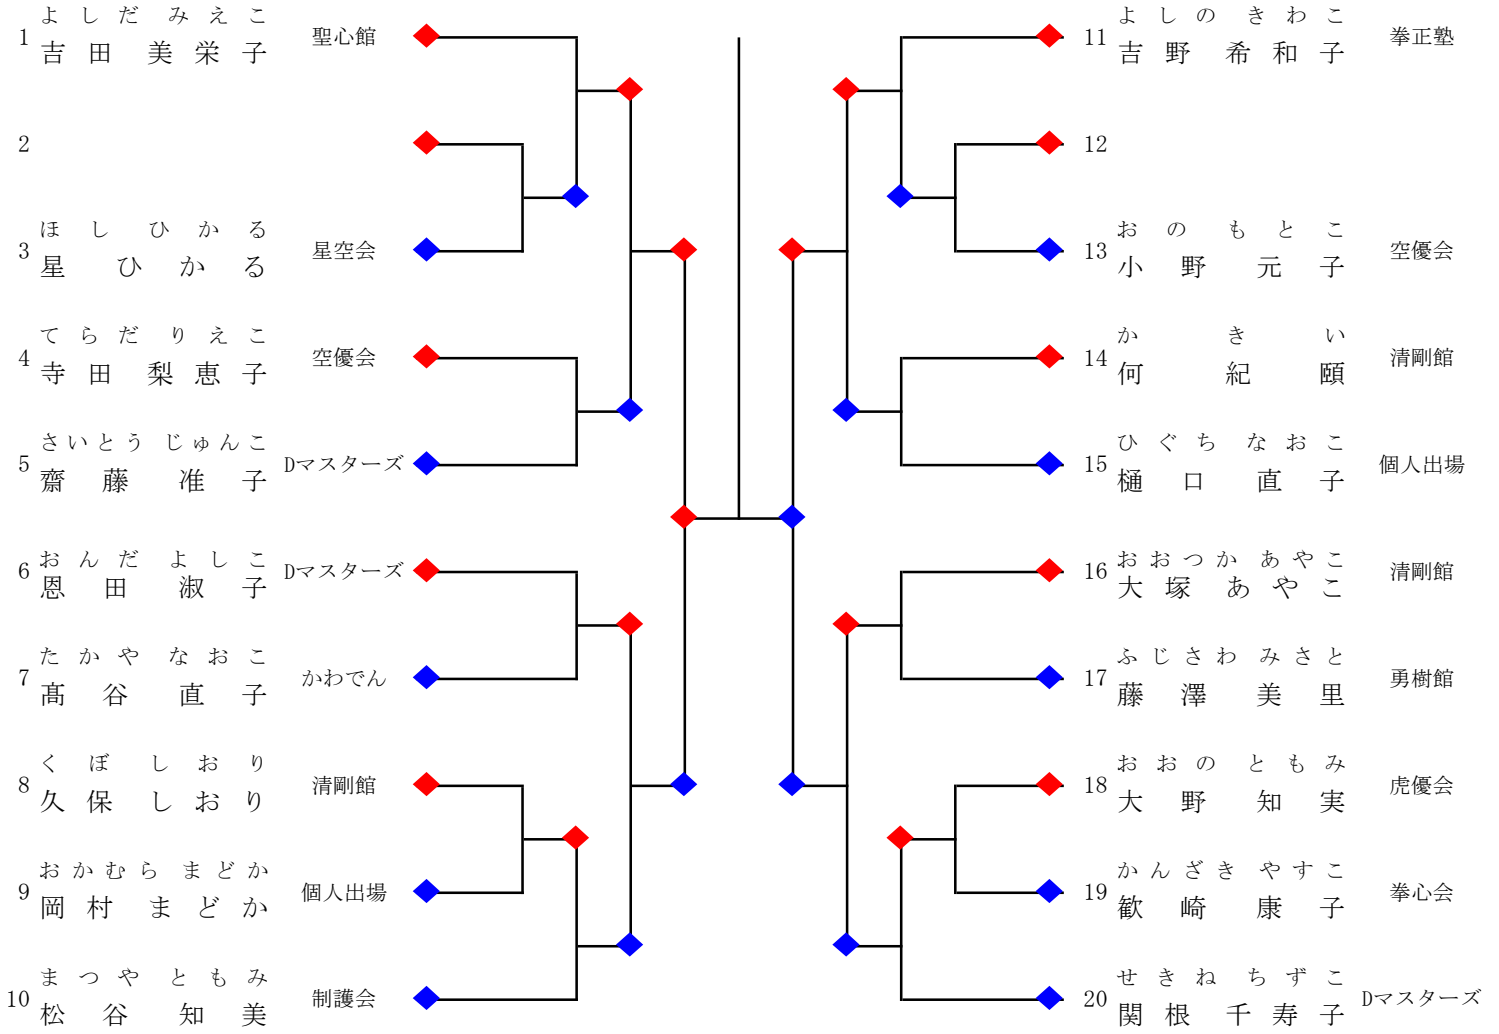 よしだ みえこ
1 吉田 美栄子 聖心館
2
ほし ひかる
3 星 ひかる 星空会
てらだ りえこ
4 寺田 梨恵子 空優会
さいとう じゅんこ
5 齋藤 准子 Dマスターズ
おんだ よしこ
6 恩田 淑子 Dマスターズ
たかや なおこ
7 髙谷 直子 かわでん
くぼ しおり
8 久保 しおり 清剛館
おかむら まどか
9 岡村 まどか 個人出場
まつや ともみ
10 松谷 知美 制護会
よしの きわこ
11 吉野 希和子 拳正塾
12
おの もとこ
13 小野 元子 空優会
か きい
14 何 紀頤 清剛館
ひぐち なおこ
15 樋口 直子 個人出場
おおつか あやこ
16 大塚 あやこ 清剛館
ふじさわ みさと
17 藤澤 美里 勇樹館
おおの ともみ
18 大野 知実 虎優会
かんざき やすこ
19 歓崎 康子 拳心会
せきね ちずこ
20 関根 千寿子 Dマスターズ